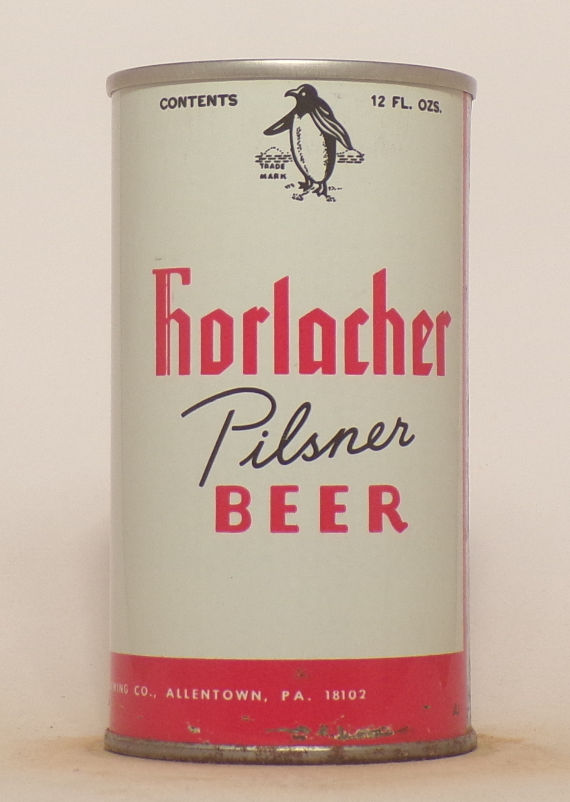 CONTENTS 12 FL. OZS.
TRADE
MARK
Horlacher
Pilsner
BEER
CO., ALLENTOWN, PA. 18102